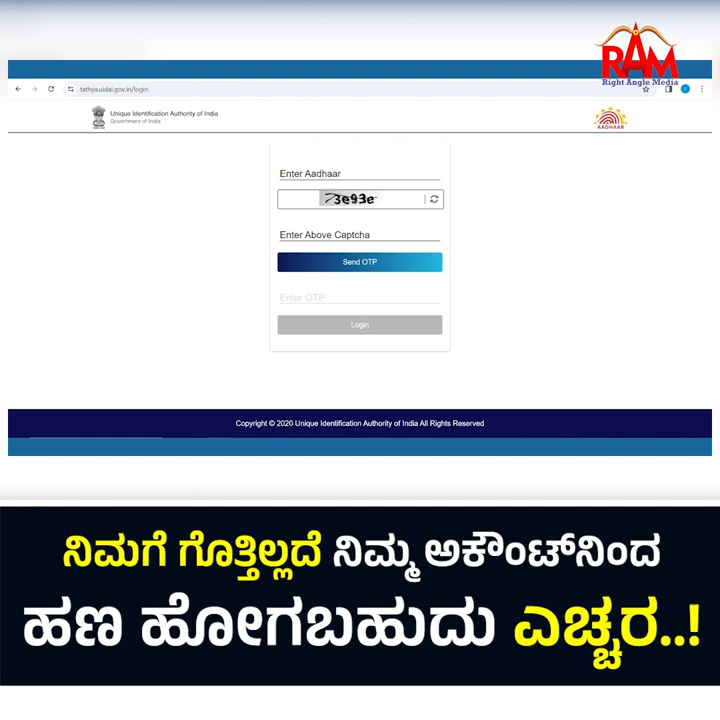 RAM
Right Angle Media
tathya.uidai.gov.in/login
Unique Identification Authority of India
Government of India
AADHAAR
Enter Aadhaar
3e93e
Enter Above Captcha
Send OTP
Enter OTP
Login
Copyright © 2020 Unique Identification Authority of India All Rights Reserved
ನಿಮಗೆ ಗೊತ್ತಿಲ್ಲದೆ ನಿಮ್ಮ ಅಕೌಂಟ್‌ನಿಂದ
ಹಣ ಹೋಗಬಹುದು ಎಚ್ಚರ..!